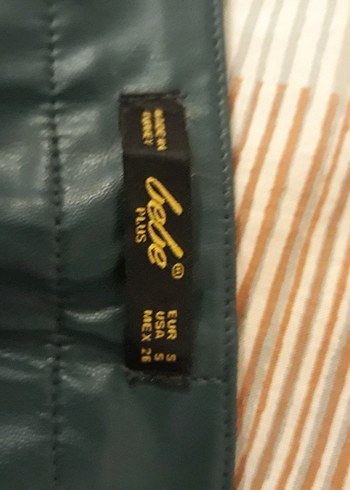 MADE IN
TURKEY
bebe ®
PLUS
EUR S
USA S
MEX 26